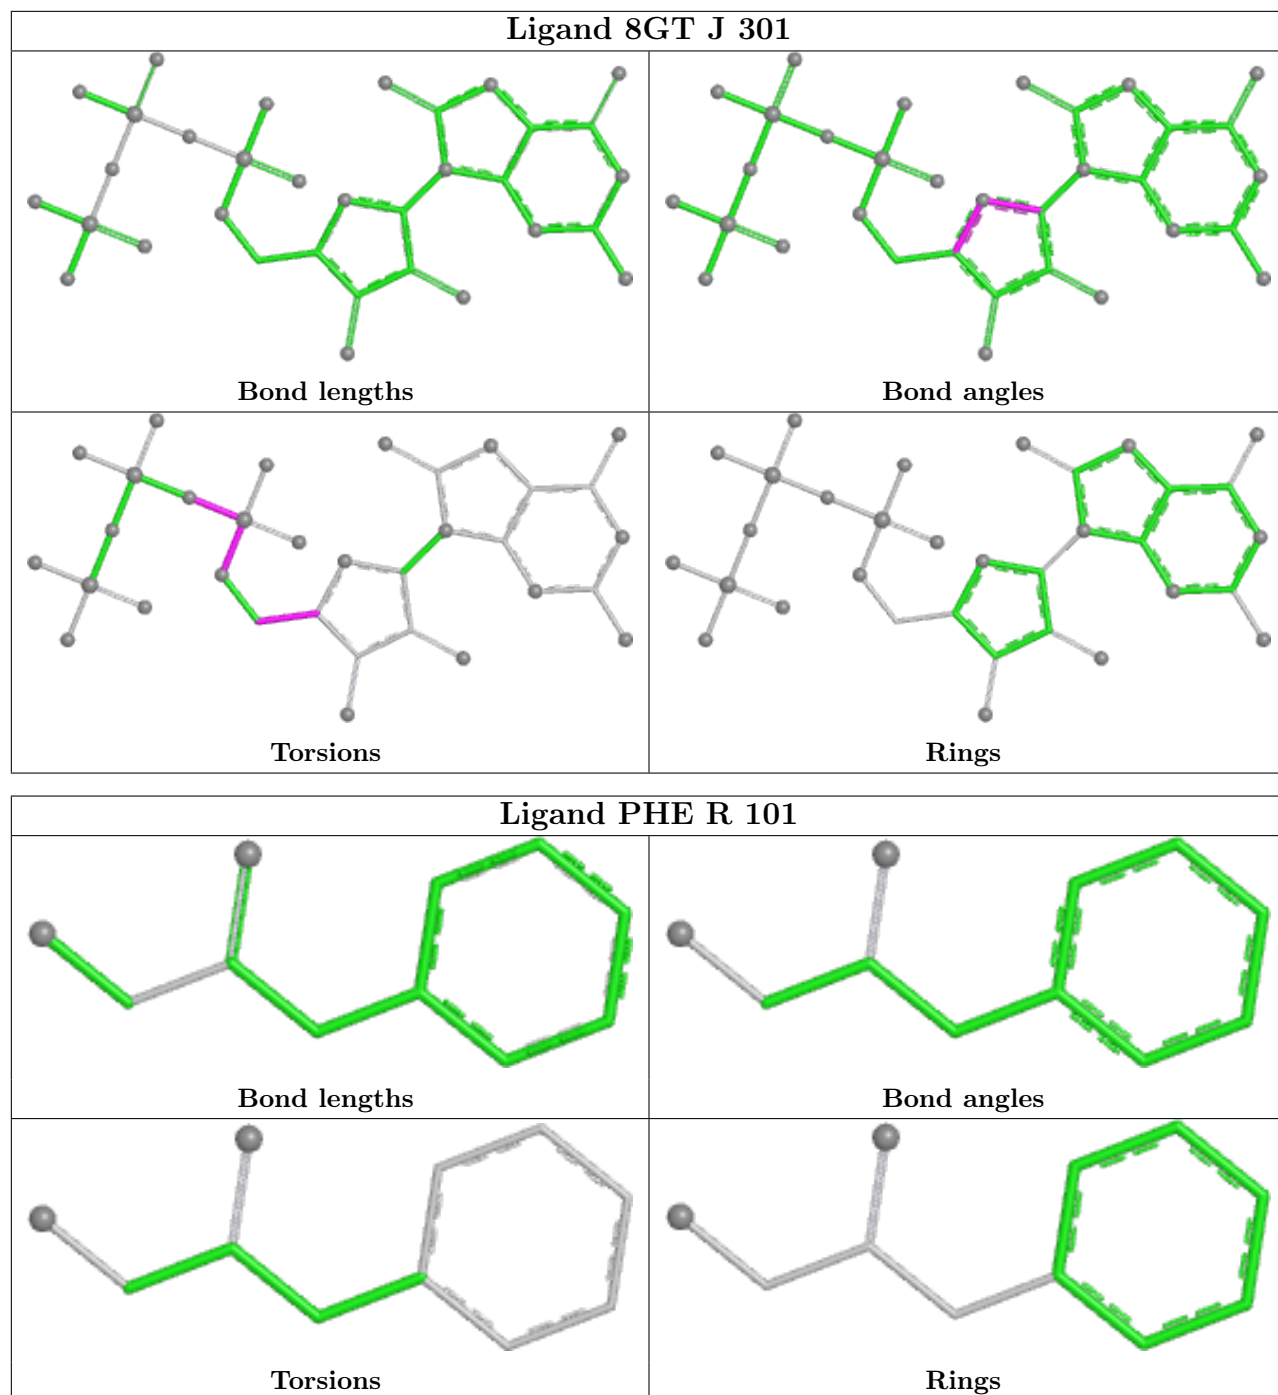 Ligand 8GT J 301
Bond lengths
Bond angles
Torsions
Rings
Ligand PHE R 101
Bond lengths
Bond angles
Torsions
Rings